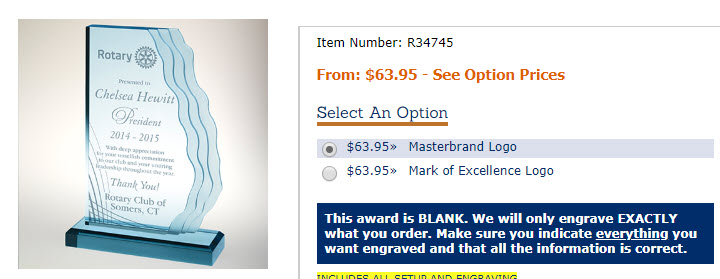 Rotary
Presented to
Chelsea Hewitt
President
2014 - 2015
With deep appreciation
for your unselfish commitment
to our club and your caring
leadership throughout the year.
Thank You!
Rotary Club of
Somers, CT
Item Number: R34745
From: $63.95 - See Option Prices
Select An Option
$63.95» Masterbrand Logo
$63.95» Mark of Excellence Logo
This award is BLANK. We will only engrave EXACTLY
what you order. Make sure you indicate everything you
want engraved and that all the information is correct.
INCLUDES ALL SETUP AND ENGRAVING